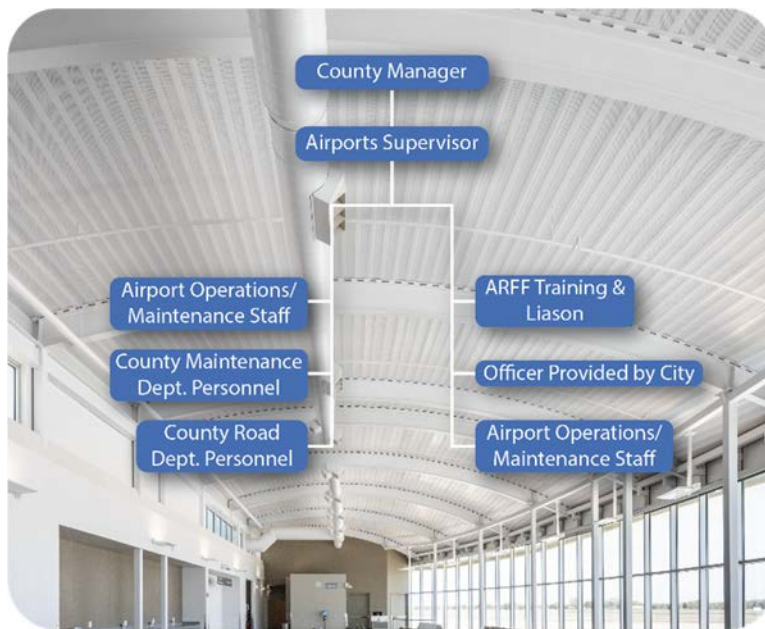 County Manager
Airports Supervisor
Airport Operations/
Maintenance Staff
County Maintenance
Dept. Personnel
County Road
Dept. Personnel
ARFF Training &
Liason
Officer Provided by City
Airport Operations/
Maintenance Staff